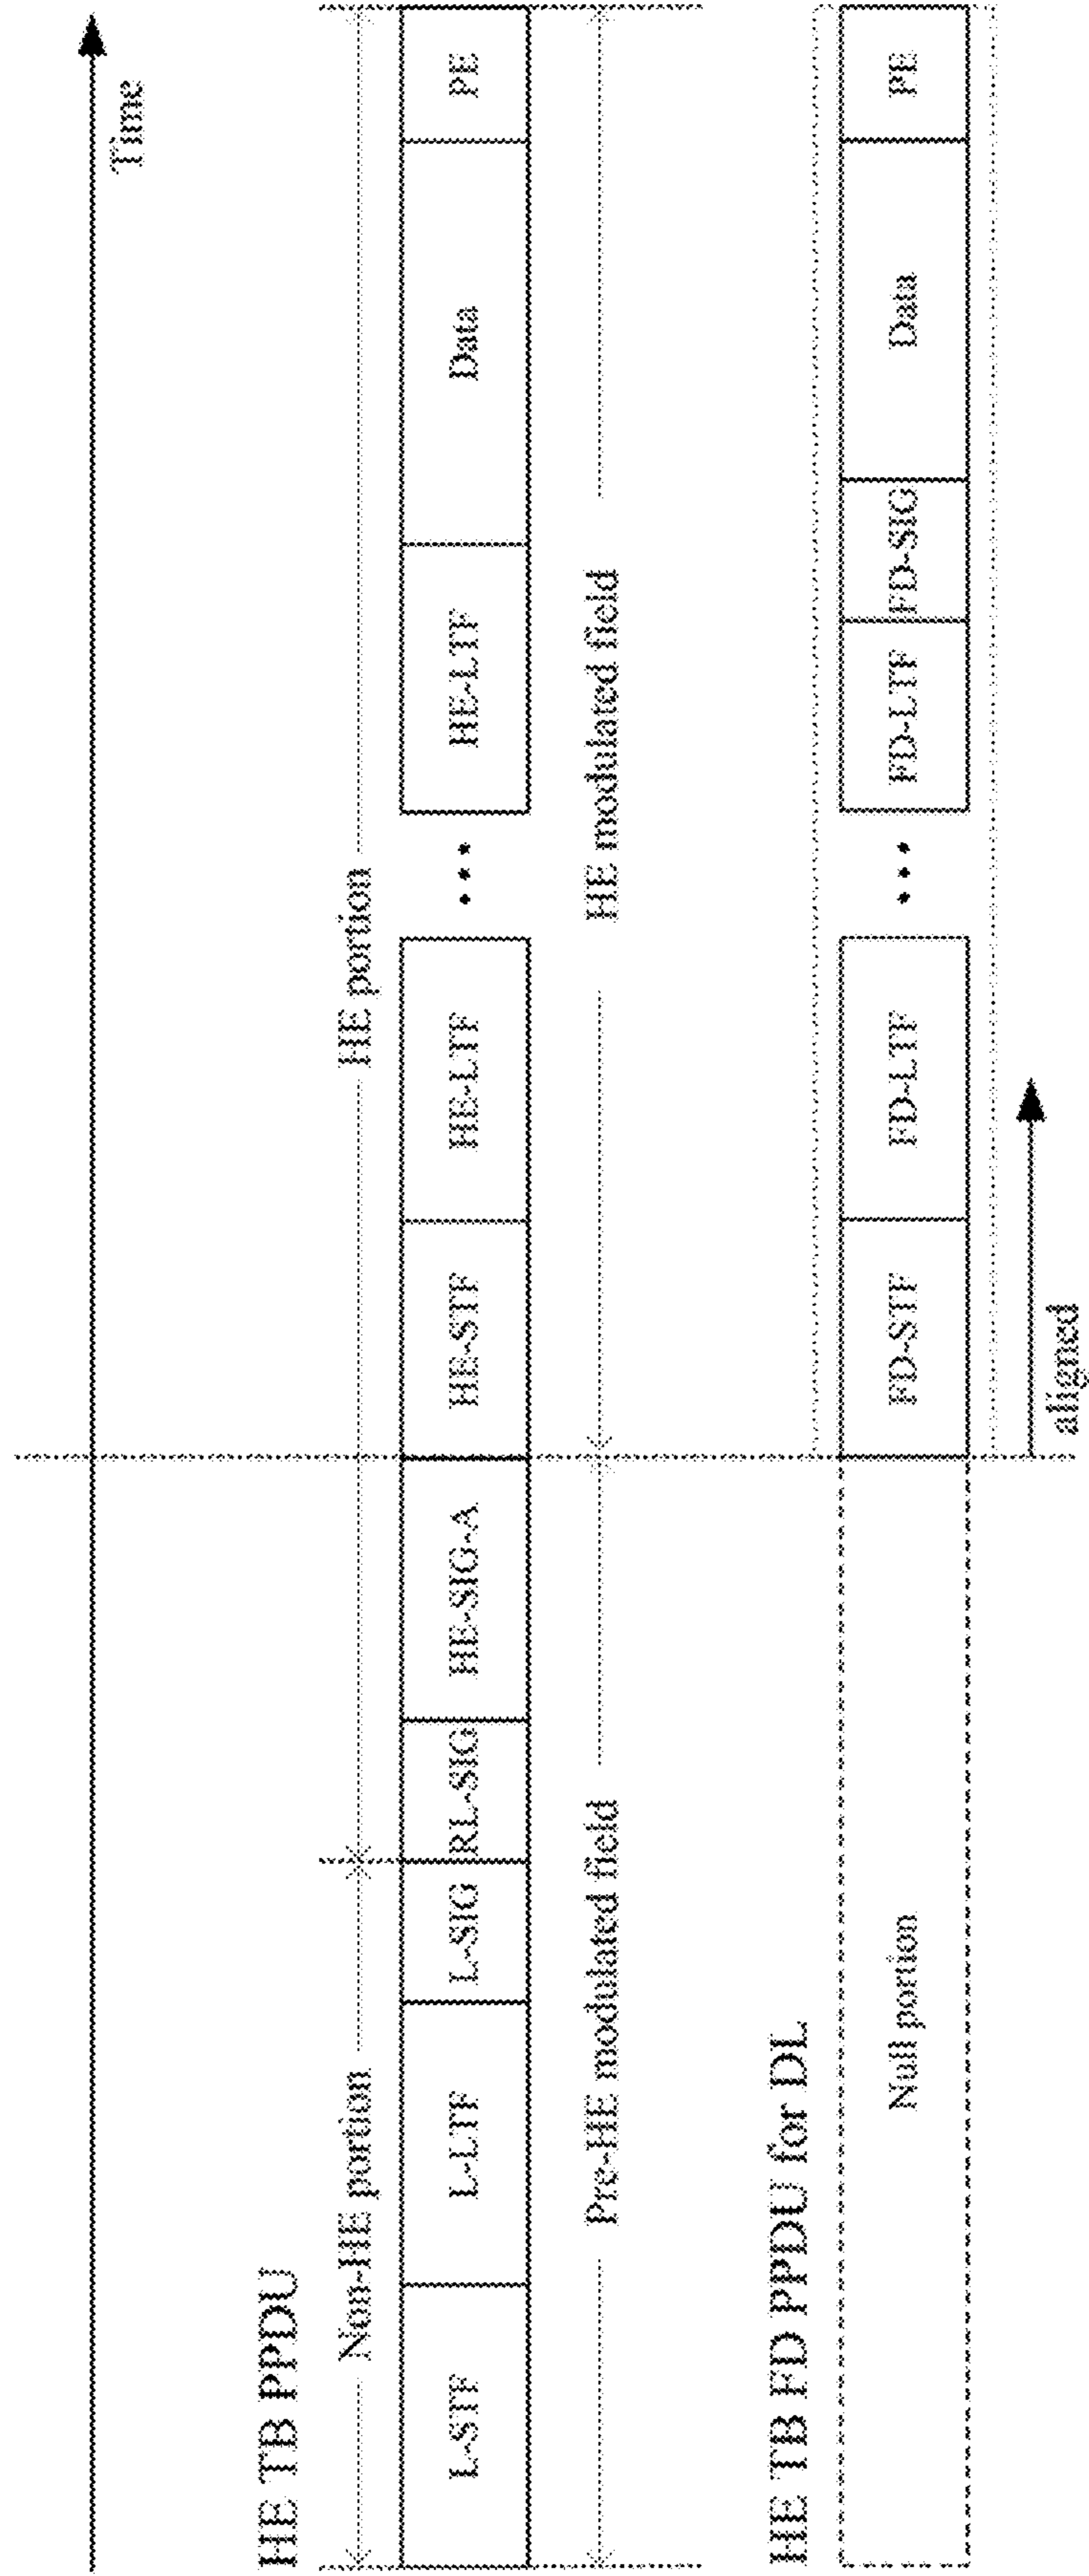 Time
HE TB PPDU
Non-HE portion
HE portion
L-STF
L-LTF
L-SIG
RL-SIG
HE-SIG-A
HE-STF
HE-LTF
•••
HE-LTF
Data
PE
Pre-HE modulated field
HE modulated field
HE TB FD PPDU for DL
Null portion
FD-STF
FD-LTF
•••
FD-LTF
FD-SIG
Data
PE
aligned